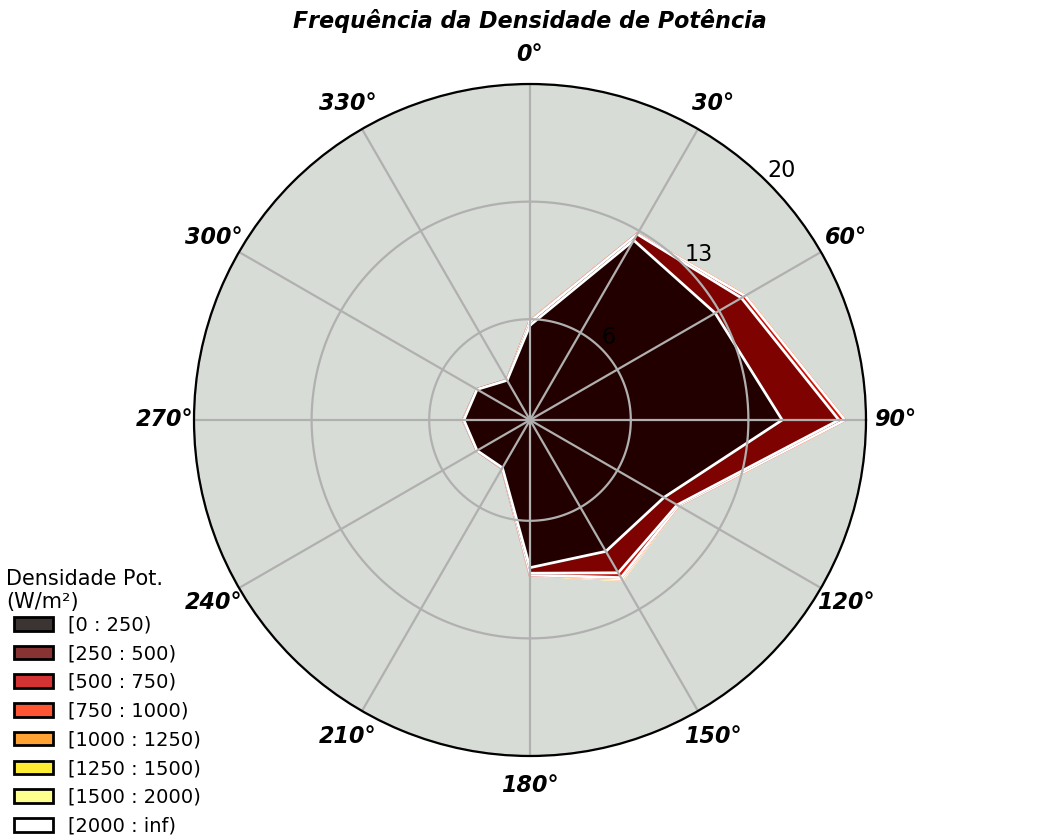 Frequência da Densidade de Potência
0°
330°
30°
20
300°
60°
13
6
270°
90°
240°
120°
210°
150°
180°
Densidade Pot.
(W/m²)
[0 : 250)
[250 : 500)
[500 : 750)
[750 : 1000)
[1000 : 1250)
[1250 : 1500)
[1500 : 2000)
[2000 : inf)